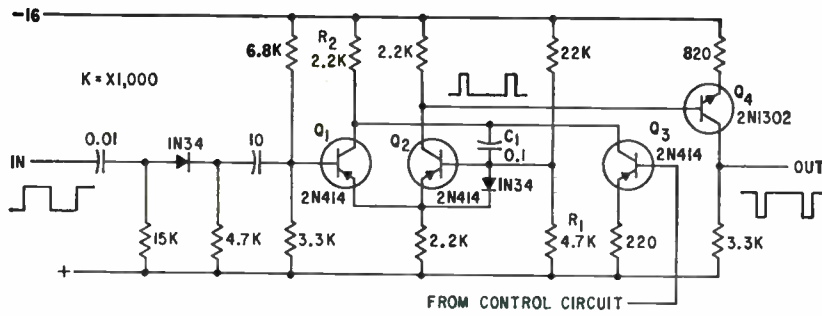 -16
6.8K
R2
2.2K
2.2K
22K
820
K = X1,000
Q4
2N1302
0.01
1N34
10
Q1
Q2
C1
0.1
Q3
2N414
IN
OUT
2N414
2N414
1N34
15K
4.7K
3.3K
2.2K
R1
4.7K
220
3.3K
+
FROM CONTROL CIRCUIT